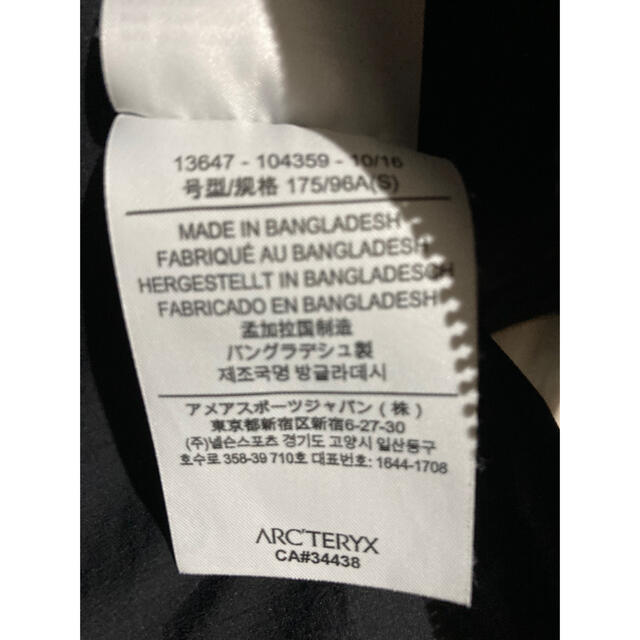 13647 - 104359 - 10/16
号型/规格 175/96A(S)
MADE IN BANGLADESH
FABRIQUÉ AU BANGLADESH
HERGESTELLT IN BANGLADESCH
FABRICADO EN BANGLADESH
孟加拉国制造
バングラデシュ製
제조국명 방글라데시
アメアスポーツジャパン (株)
東京都新宿区新宿6-27-30
(주)넬슨스포츠 경기도 고양시 일산동구
호수로 358-39 710호 대표번호: 1644-1708
ARC'TERYX
CA#34438